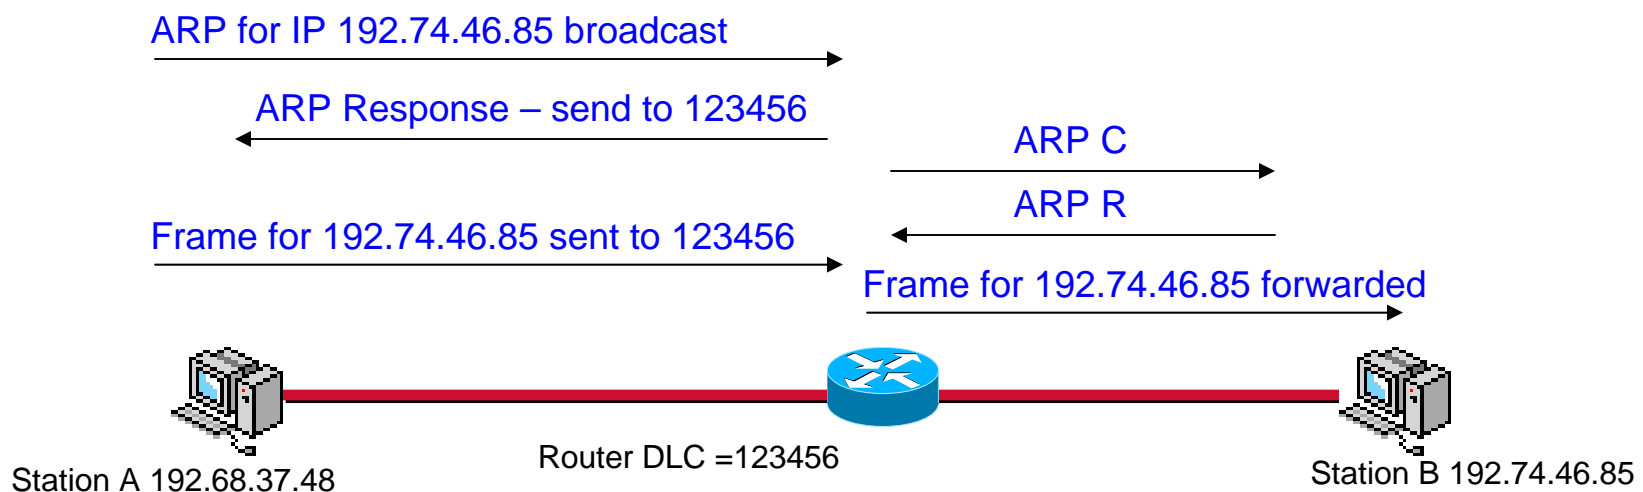 ARP for IP 192.74.46.85 broadcast
ARP Response – send to 123456
ARP C
ARP R
Frame for 192.74.46.85 sent to 123456
Frame for 192.74.46.85 forwarded
Router DLC =123456
Station A 192.68.37.48
Station B 192.74.46.85